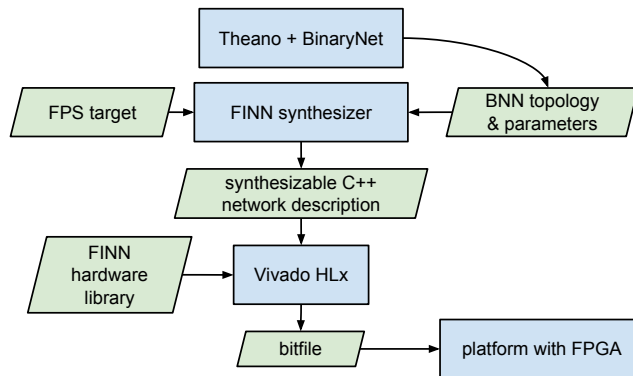 Theano + BinaryNet
FPS target
FINN synthesizer
BNN topology
& parameters
synthesizable C++
network description
FINN
hardware
library
Vivado HLx
bitfile
platform with FPGA